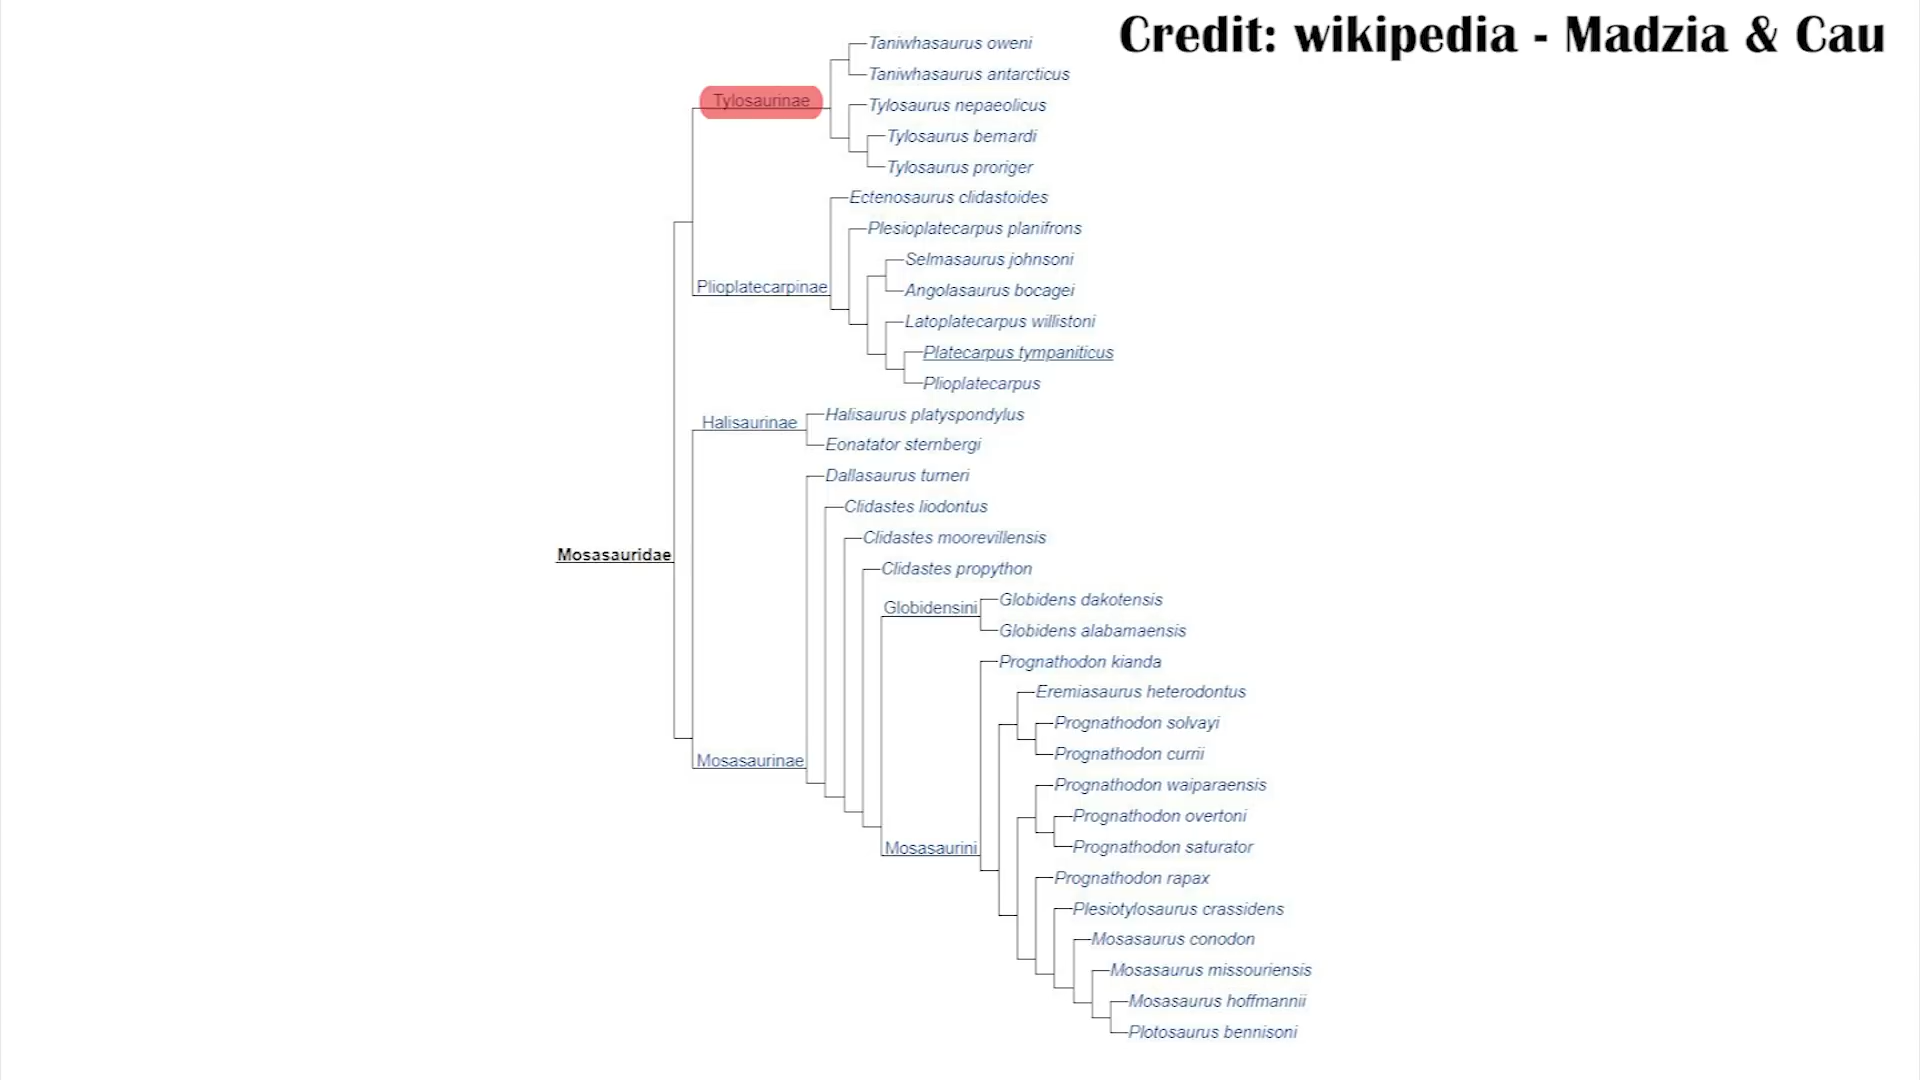 Credit: wikipedia - Madzia & Cau
Taniwhasaurus oweni
Taniwhasaurus antarcticus
Tylosaurinae
Tylosaurus nepaeolicus
Tylosaurus bernardi
Tylosaurus proriger
Ectenosaurus clidastoides
Plesioplatecarpus planifrons
Selmasaurus johnsoni
Plioplatecarpinae
Angolasaurus bocagei
Latoplatecarpus willistoni
Platecarpus tympaniticus
Plioplatecarpus
Halisaurus platyspondylus
Halisaurinae
Eonatator sternbergi
Dallasaurus turneri
Clidastes liodontus
Clidastes moorevillensis
Mosasauridae
Clidastes propython
Globidensini
Globidens dakotensis
Globidens alabamaensis
Prognathodon kianda
Eremiasaurus heterodontus
Prognathodon solvayi
Prognathodon currii
Mosasaurinae
Prognathodon waiparaensis
Prognathodon overtoni
Prognathodon saturator
Mosasaurini
Prognathodon rapax
Plesiotylosaurus crassidens
Mosasaurus conodon
Mosasaurus missouriensis
Mosasaurus hoffmannii
Plotosaurus bennisoni